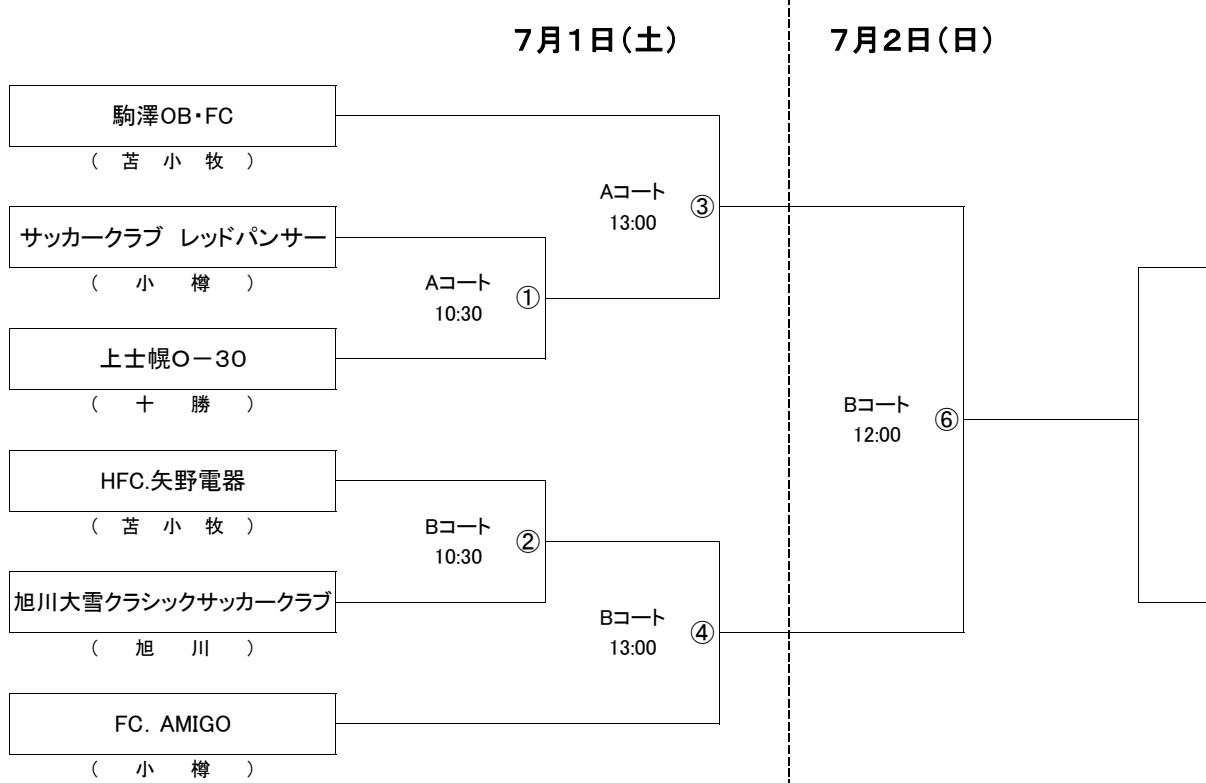 7月1日(土)
7月2日(日)
駒澤OB・FC
( 苫 小 牧 )
Aコート
13:00
③
サッカークラブ レッドパンサー
( 小 樽 )
Aコート
10:30
①
上士幌O-30
( 十 勝 )
Bコート
12:00
⑥
HFC.矢野電器
( 苫 小 牧 )
Bコート
10:30
②
旭川大雪クラシックサッカークラブ
( 旭 川 )
Bコート
13:00
④
FC. AMIGO
( 小 樽 )